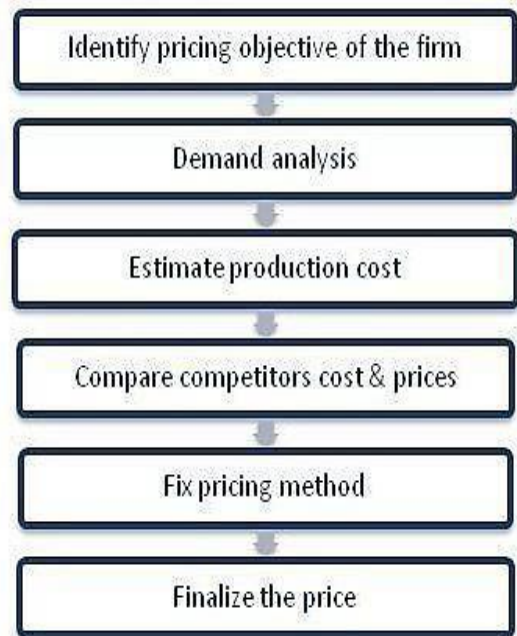 Identify pricing objective of the firm
Demand analysis
Estimate production cost
Compare competitors cost & prices
Fix pricing method
Finalize the price